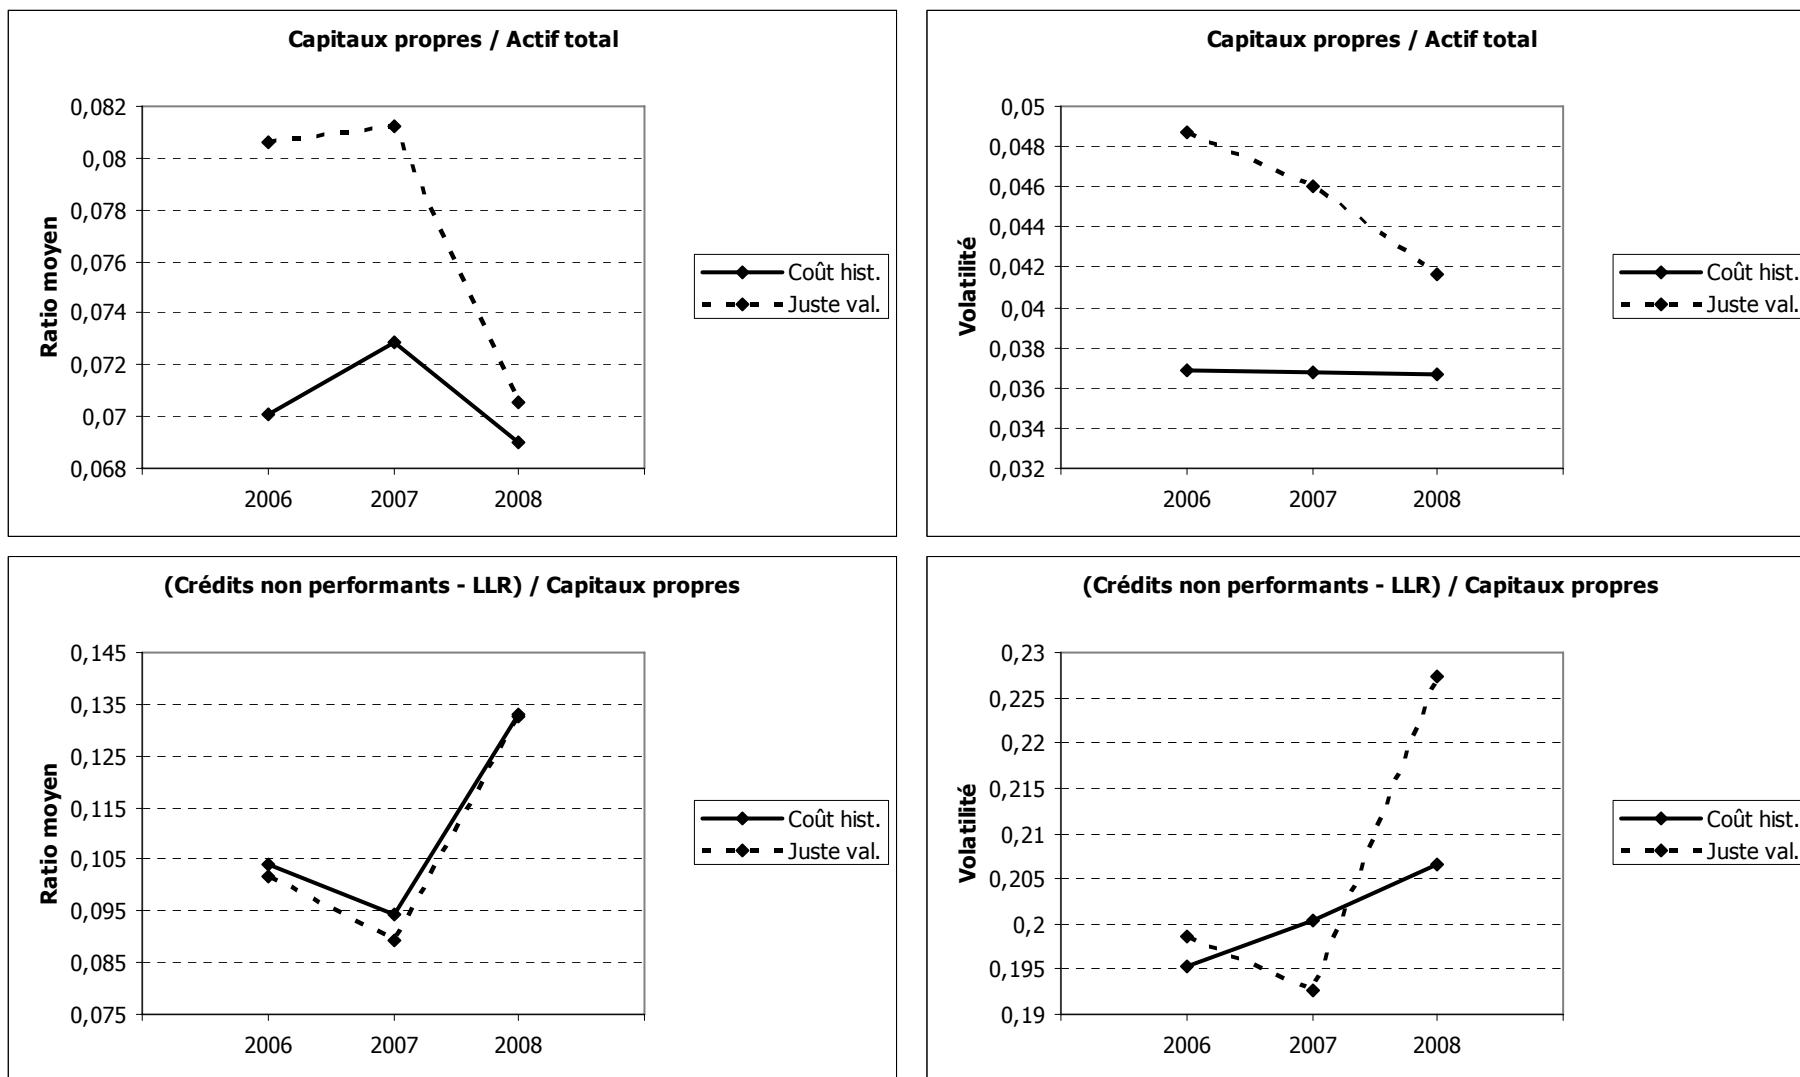 Capitaux propres / Actif total
Ratio moyen
0,082
0,08
0,078
0,076
0,074
0,072
0,07
0,068
2006 2007 2008
Coût hist.
Juste val.
Capitaux propres / Actif total
Volatilité
0,05
0,048
0,046
0,044
0,042
0,04
0,038
0,036
0,034
0,032
2006 2007 2008
Coût hist.
Juste val.
(Crédits non performants - LLR) / Capitaux propres
Ratio moyen
0,145
0,135
0,125
0,115
0,105
0,095
0,085
0,075
2006 2007 2008
Coût hist.
Juste val.
(Crédits non performants - LLR) / Capitaux propres
Volatilité
0,23
0,225
0,22
0,215
0,21
0,205
0,2
0,195
0,19
2006 2007 2008
Coût hist.
Juste val.